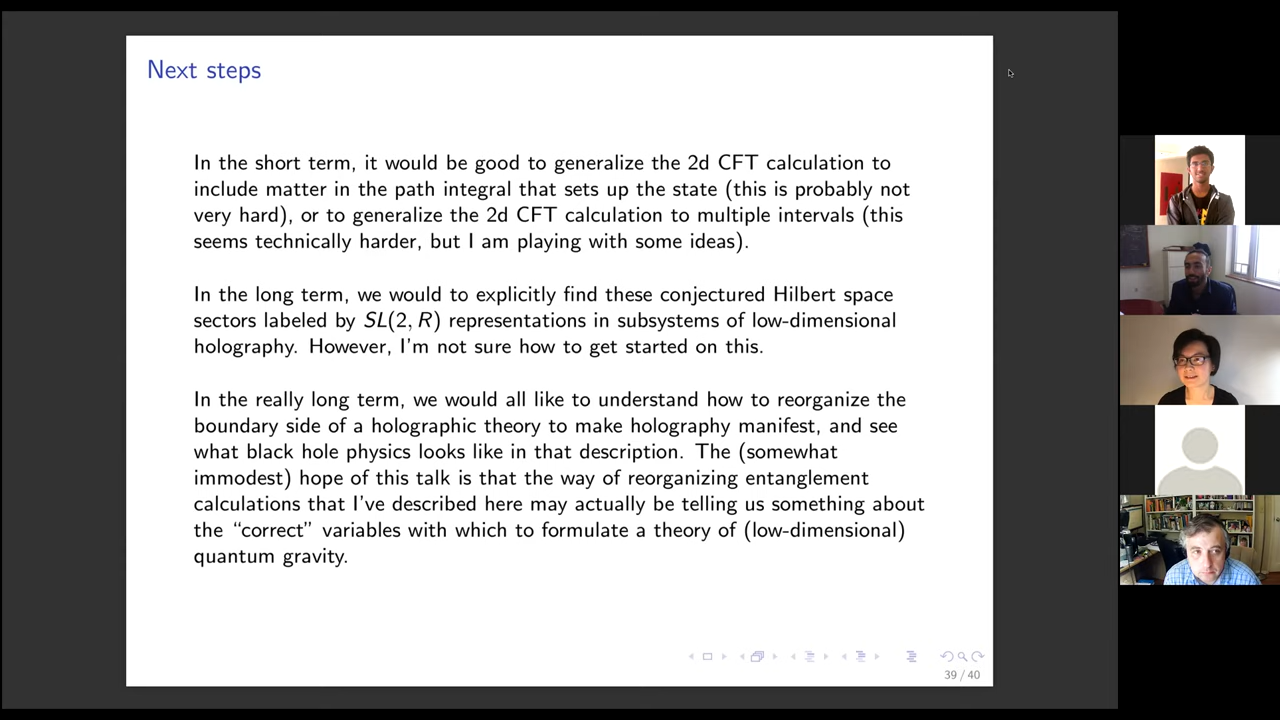 Next steps
In the short term, it would be good to generalize the 2d CFT calculation to
include matter in the path integral that sets up the state (this is probably not
very hard), or to generalize the 2d CFT calculation to multiple intervals (this
seems technically harder, but I am playing with some ideas).
In the long term, we would to explicitly find these conjectured Hilbert space
sectors labeled by SL(2, R) representations in subsystems of low-dimensional
holography. However, I'm not sure how to get started on this.
In the really long term, we would all like to understand how to reorganize the
boundary side of a holographic theory to make holography manifest, and see
what black hole physics looks like in that description. The (somewhat
immodest) hope of this talk is that the way of reorganizing entanglement
calculations that I've described here may actually be telling us something about
the “correct” variables with which to formulate a theory of (low-dimensional)
quantum gravity.
39 / 40